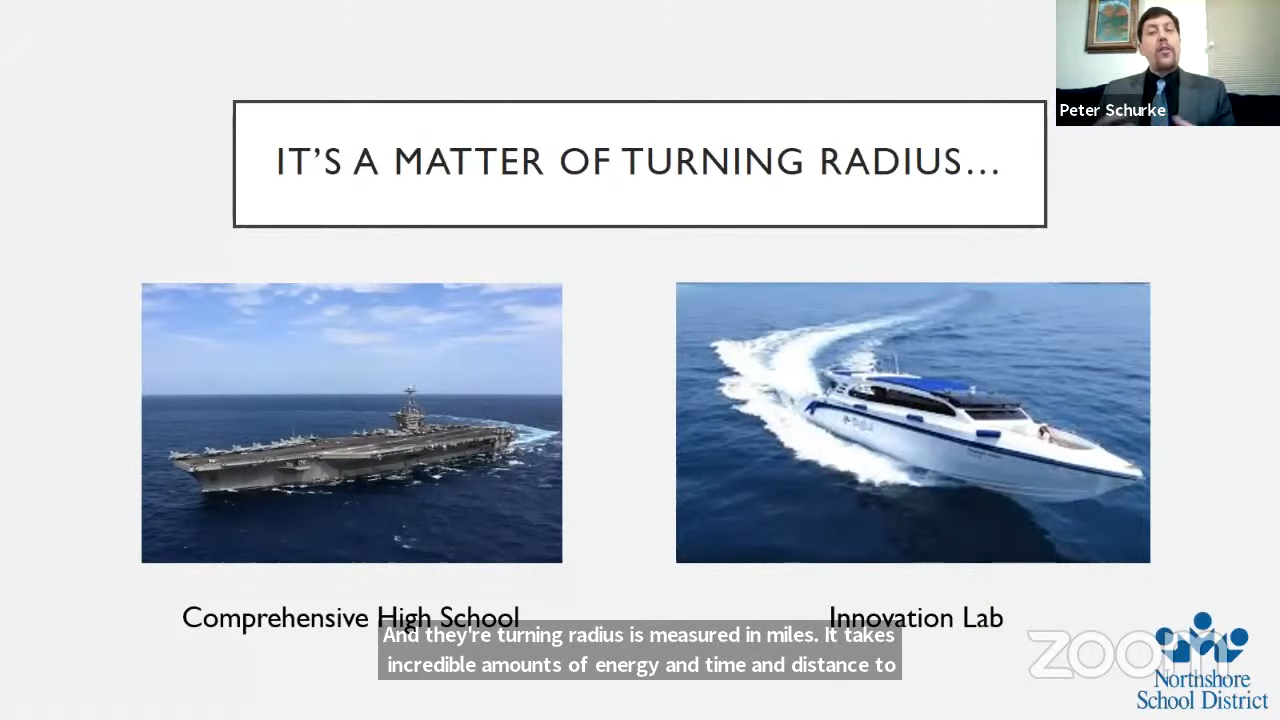 Peter Schurke
IT'S A MATTER OF TURNING RADIUS...
Comprehensive High School
Innovation Lab
And they're turning radius is measured in miles. It takes
incredible amounts of energy and time and distance to
zoom
Northshore
School District